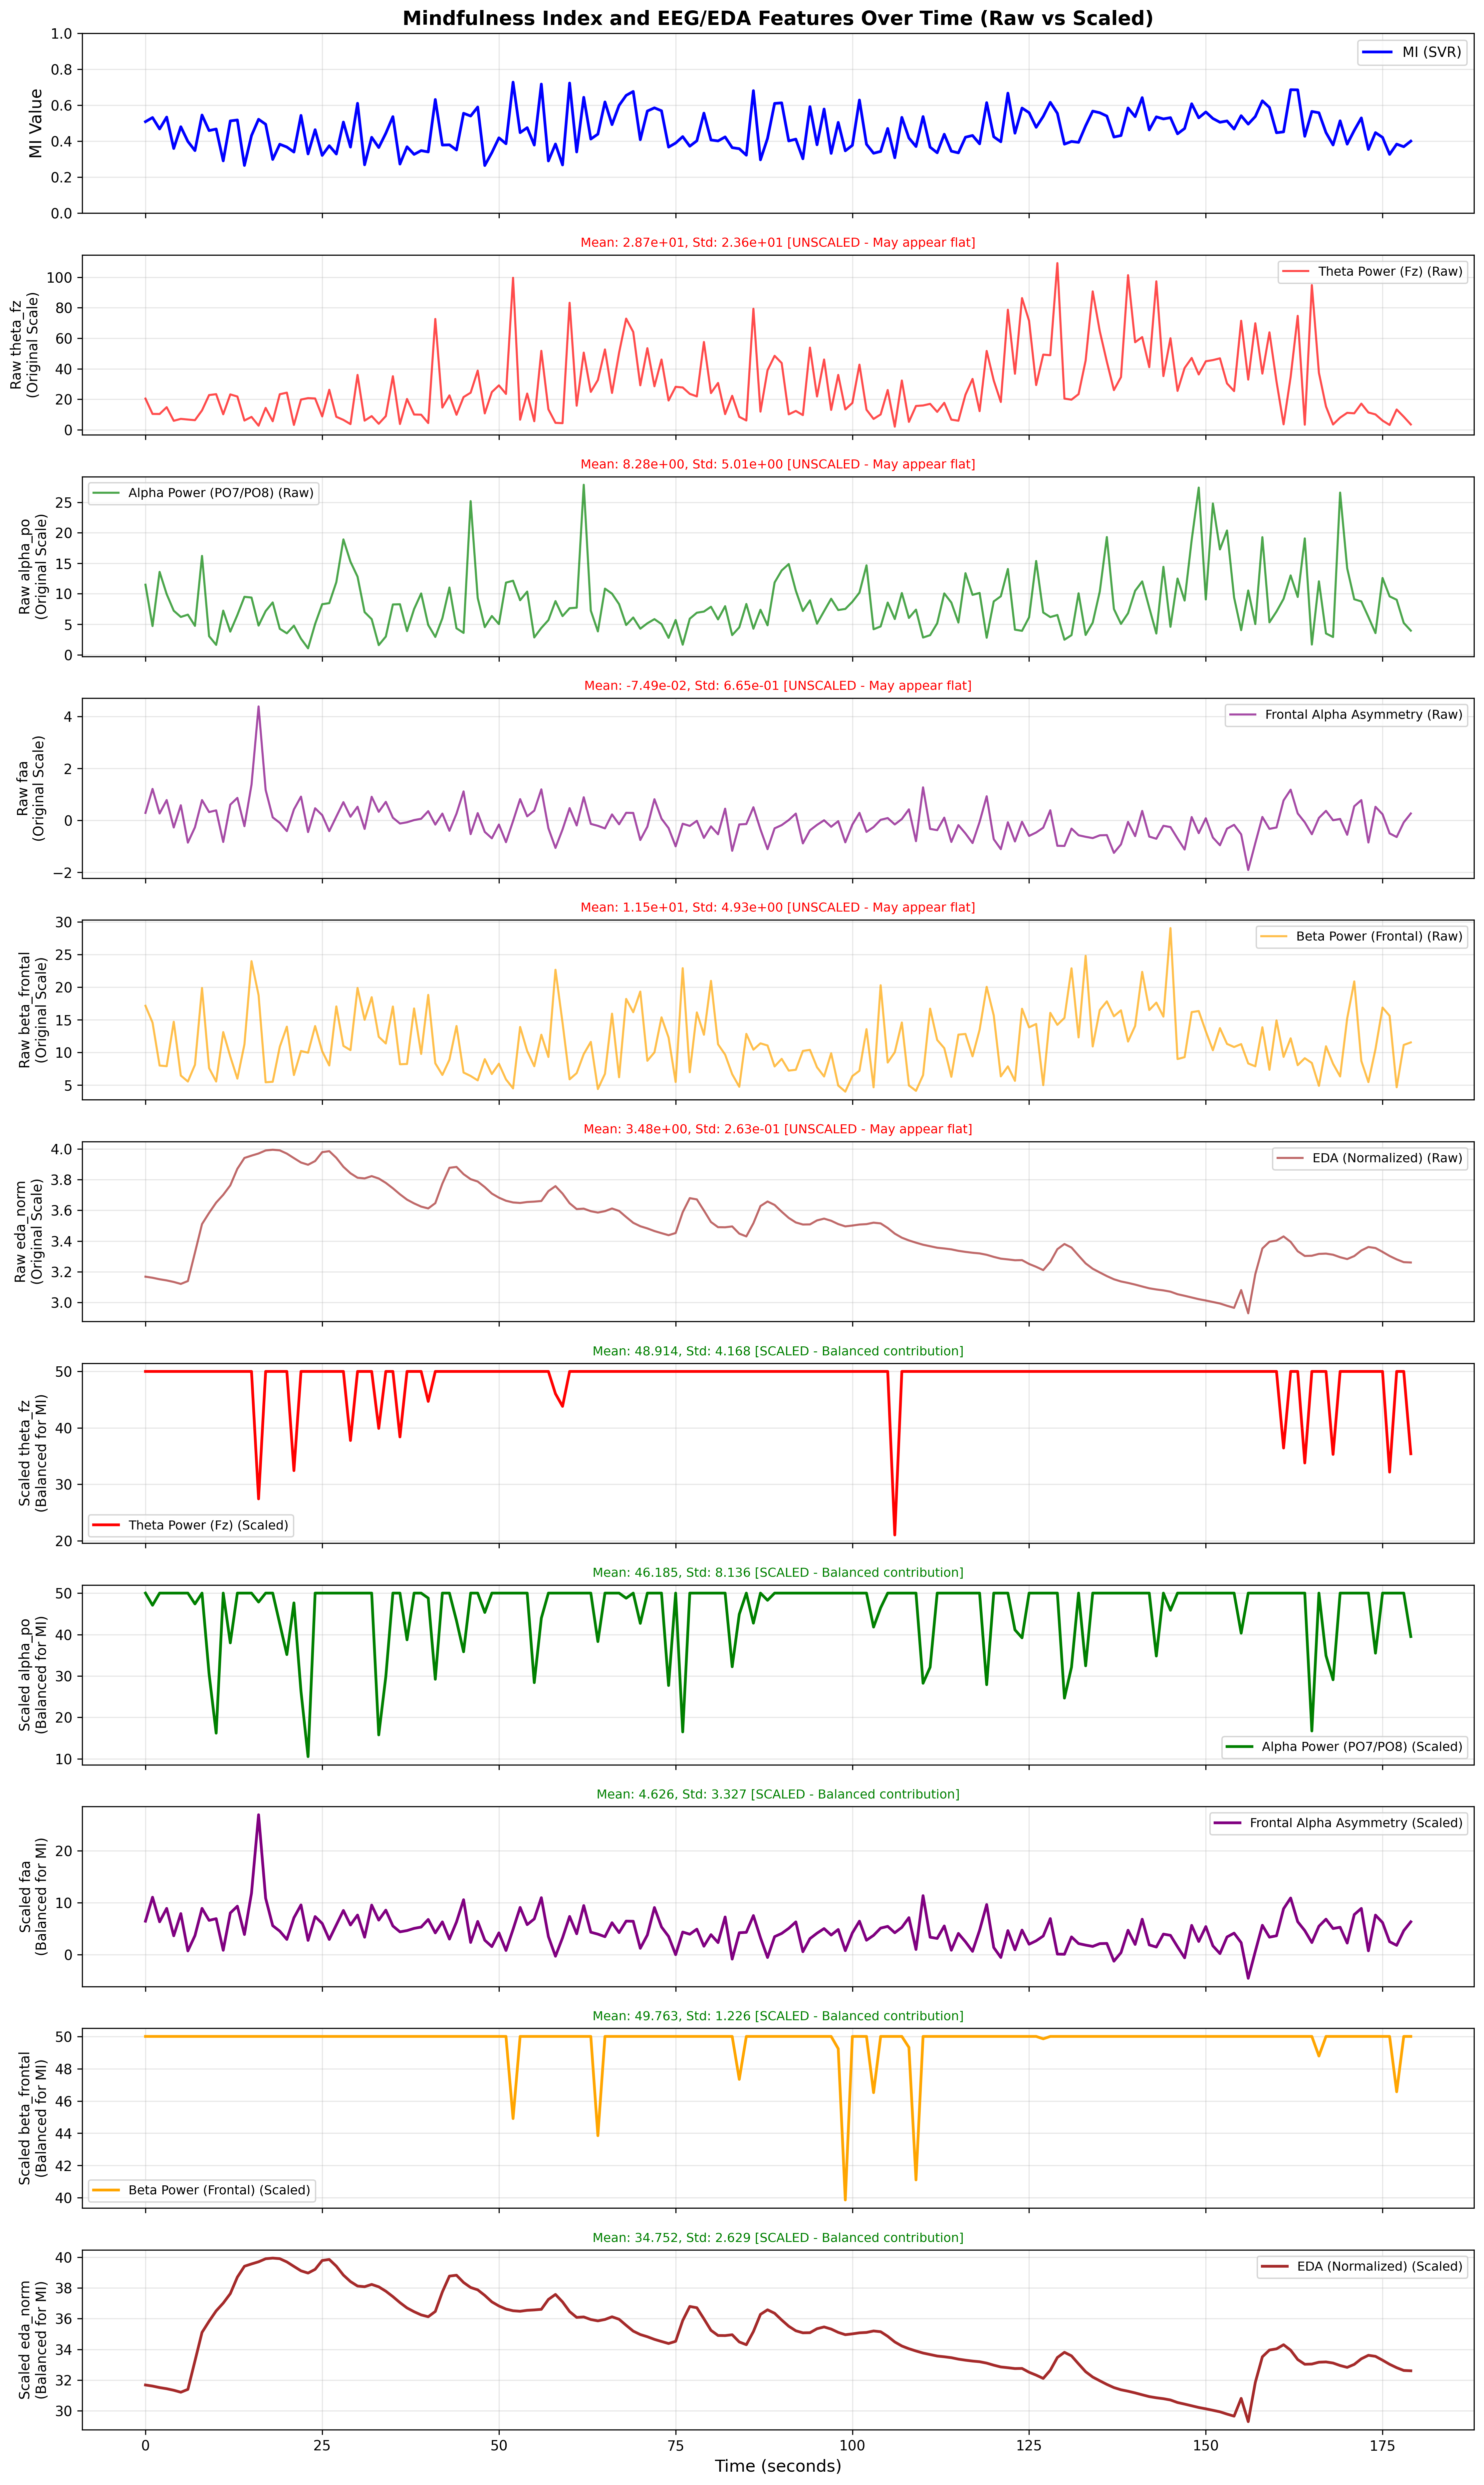 Mindfulness Index and EEG/EDA Features Over Time (Raw vs Scaled)
1.0
0.8
0.6
0.4
0.2
0.0
MI Value
MI (SVR)
Mean: 2.87e+01, Std: 2.36e+01 [UNSCALED - May appear flat]
100
80
60
40
20
0
Raw theta_fz
(Original Scale)
Theta Power (Fz) (Raw)
Mean: 8.28e+00, Std: 5.01e+00 [UNSCALED - May appear flat]
25
20
15
10
5
0
Raw alpha_po
(Original Scale)
Alpha Power (PO7/PO8) (Raw)
Mean: -7.49e-02, Std: 6.65e-01 [UNSCALED - May appear flat]
4
2
0
−2
Raw faa
(Original Scale)
Frontal Alpha Asymmetry (Raw)
Mean: 1.15e+01, Std: 4.93e+00 [UNSCALED - May appear flat]
30
25
20
15
10
5
Raw beta_frontal
(Original Scale)
Beta Power (Frontal) (Raw)
Mean: 3.48e+00, Std: 2.63e-01 [UNSCALED - May appear flat]
4.0
3.8
3.6
3.4
3.2
3.0
Raw eda_norm
(Original Scale)
EDA (Normalized) (Raw)
Mean: 48.914, Std: 4.168 [SCALED - Balanced contribution]
50
40
30
20
Scaled theta_fz
(Balanced for MI)
Theta Power (Fz) (Scaled)
Mean: 46.185, Std: 8.136 [SCALED - Balanced contribution]
50
40
30
20
10
Scaled alpha_po
(Balanced for MI)
Alpha Power (PO7/PO8) (Scaled)
Mean: 4.626, Std: 3.327 [SCALED - Balanced contribution]
20
10
0
Scaled faa
(Balanced for MI)
Frontal Alpha Asymmetry (Scaled)
Mean: 49.763, Std: 1.226 [SCALED - Balanced contribution]
50
48
46
44
42
40
Scaled beta_frontal
(Balanced for MI)
Beta Power (Frontal) (Scaled)
Mean: 34.752, Std: 2.629 [SCALED - Balanced contribution]
40
38
36
34
32
30
Scaled eda_norm
(Balanced for MI)
EDA (Normalized) (Scaled)
0 25 50 75 100 125 150 175
Time (seconds)